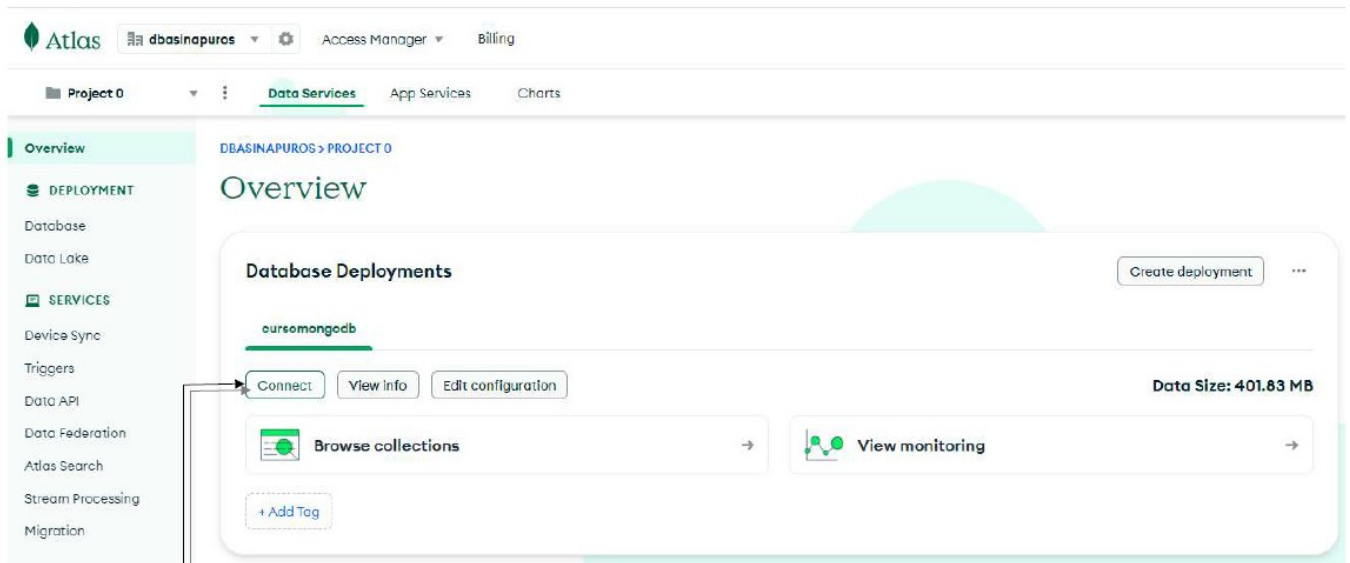 Atlas dbasinapuros Access Manager Billing
Project 0 Data Services App Services Charts
Overview
DEPLOYMENT
Database
Data Lake
SERVICES
Device Sync
Triggers
Data API
Data Federation
Atlas Search
Stream Processing
Migration
DBASINAPUROS > PROJECT 0
Overview
Database Deployments Create deployment ...
cursomongodb
Connect View info Edit configuration Data Size: 401.83 MB
Browse collections → View monitoring →
+ Add Tag